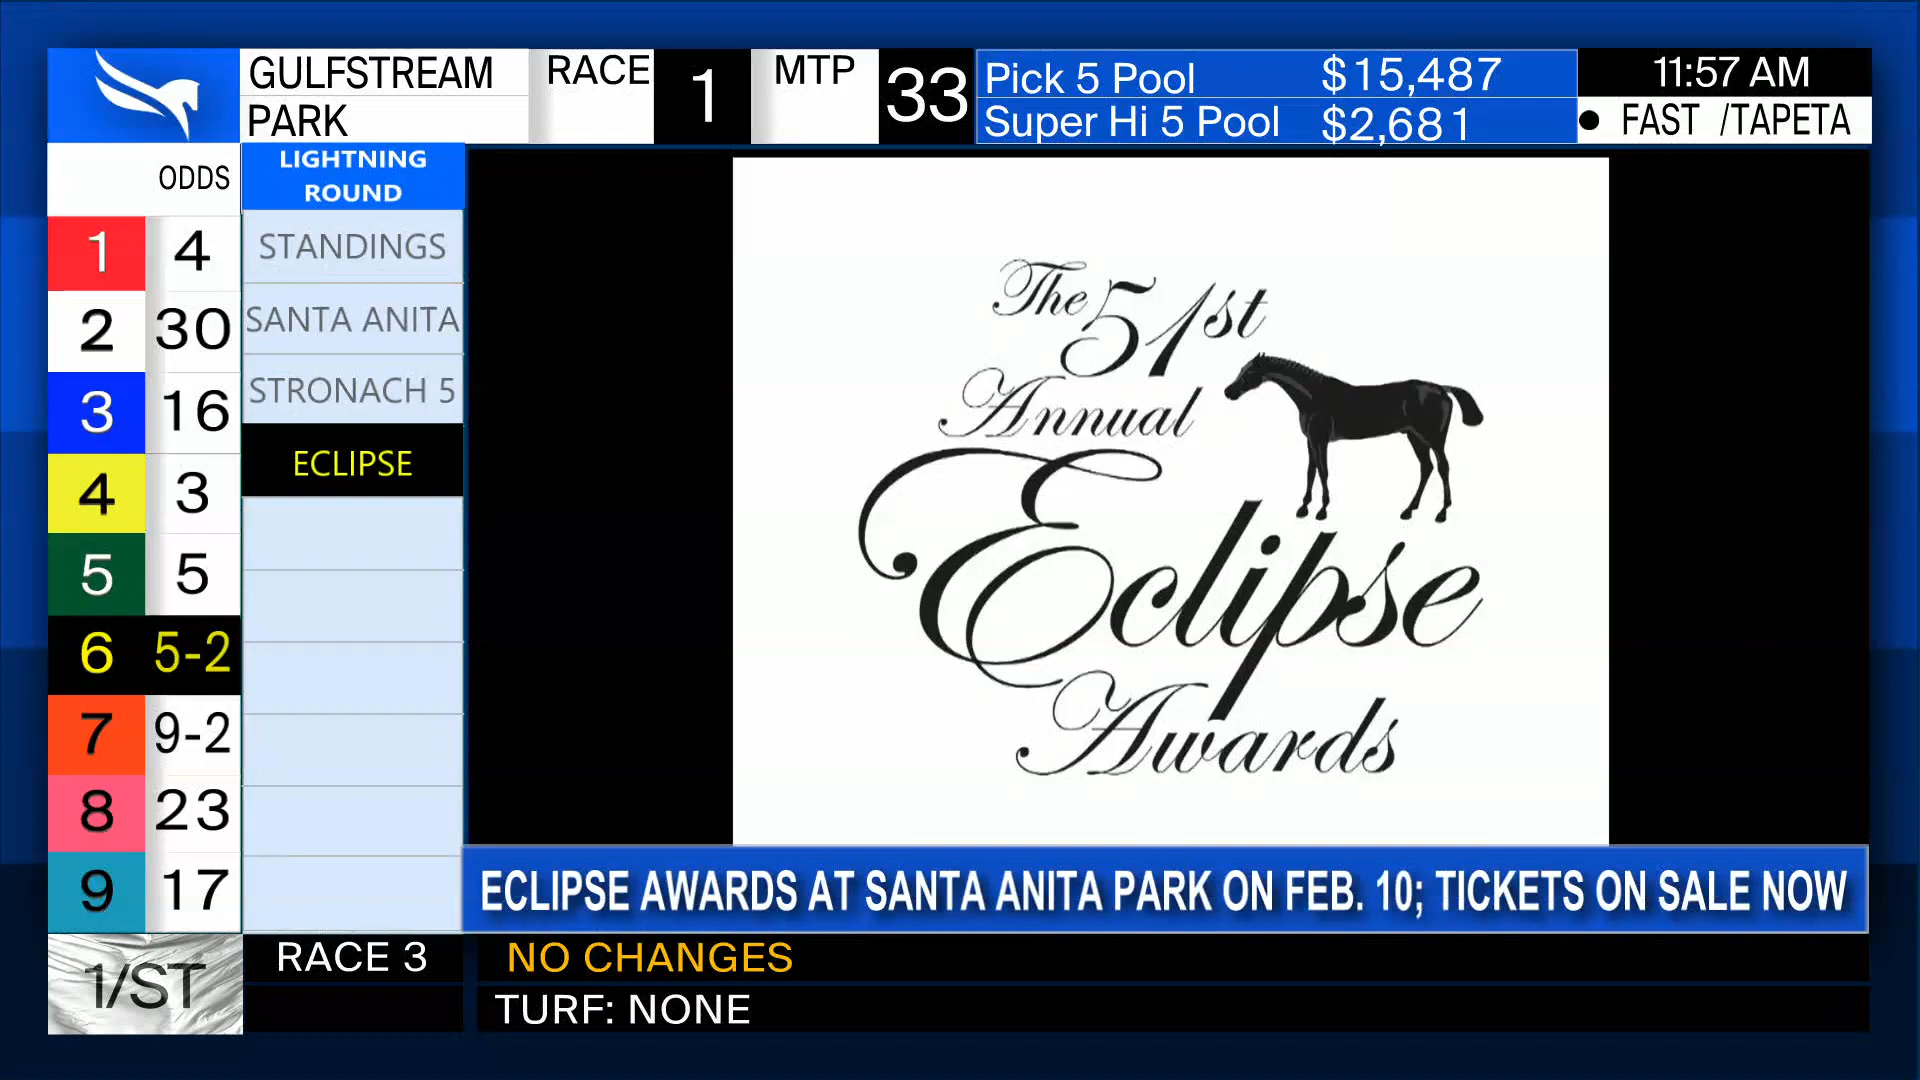 GULFSTREAM
PARK
RACE 1 MTP 33
Pick 5 Pool $15,487
Super Hi 5 Pool $2,681
11:57 AM
● FAST /TAPETA
ODDS
1 4
2 30
3 16
4 3
5 5
6 5-2
7 9-2
8 23
9 17
LIGHTNING
ROUND
STANDINGS
SANTA ANITA
STRONACH 5
ECLIPSE
The 51st
Annual
Eclipse
Awards
ECLIPSE AWARDS AT SANTA ANITA PARK ON FEB. 10; TICKETS ON SALE NOW
1/ST
RACE 3 NO CHANGES
TURF: NONE